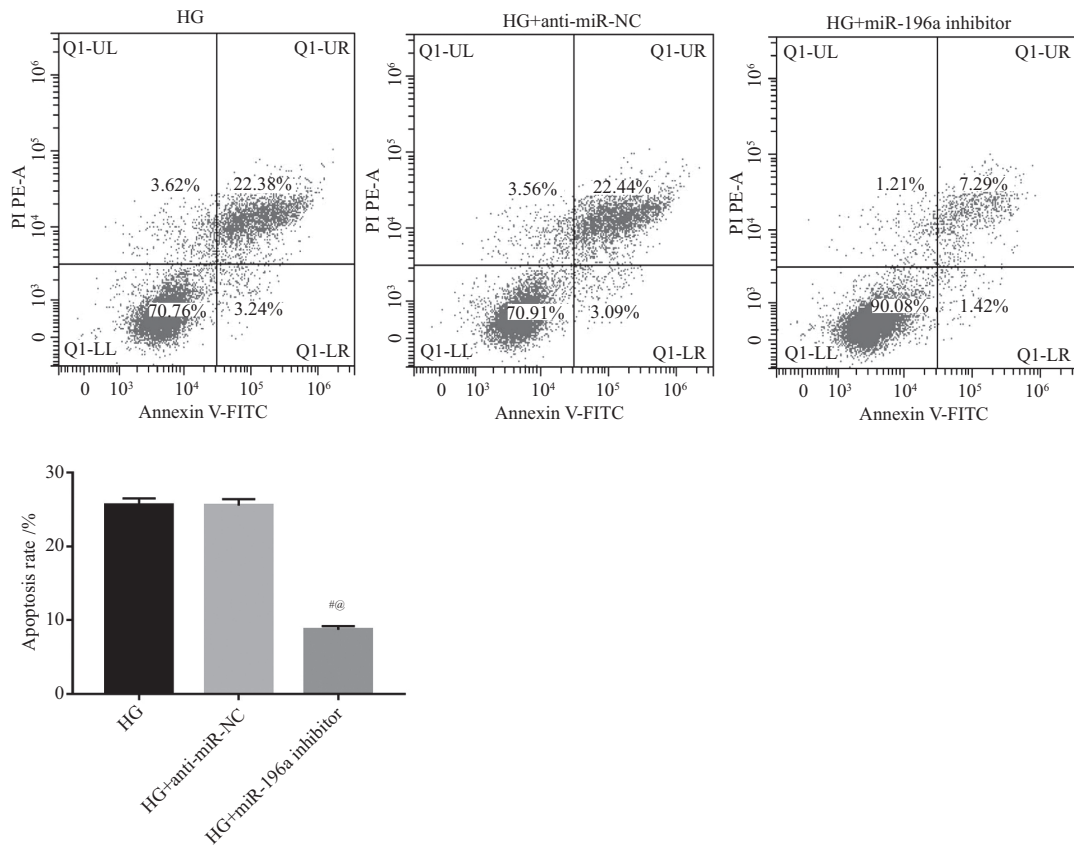 HG
Q1-UL
Q1-UR
10⁶
10⁵
10⁴
10³
0
PI PE-A
3.62%
22.38%
70.76%
3.24%
Q1-LL
Q1-LR
0
10³
10⁴
10⁵
10⁶
Annexin V-FITC
HG+anti-miR-NC
Q1-UL
Q1-UR
10⁶
10⁵
10⁴
10³
0
PI PE-A
3.56%
22.44%
70.91%
3.09%
Q1-LL
Q1-LR
0
10³
10⁴
10⁵
10⁶
Annexin V-FITC
HG+miR-196a inhibitor
Q1-UL
Q1-UR
10⁶
10⁵
10⁴
10³
0
PI PE-A
1.21%
7.29%
90.08%
1.42%
Q1-LL
Q1-LR
0
10³
10⁴
10⁵
10⁶
Annexin V-FITC
Apoptosis rate /%
30
20
10
0
#@
HG
HG+anti-miR-NC
HG+miR-196a inhibitor